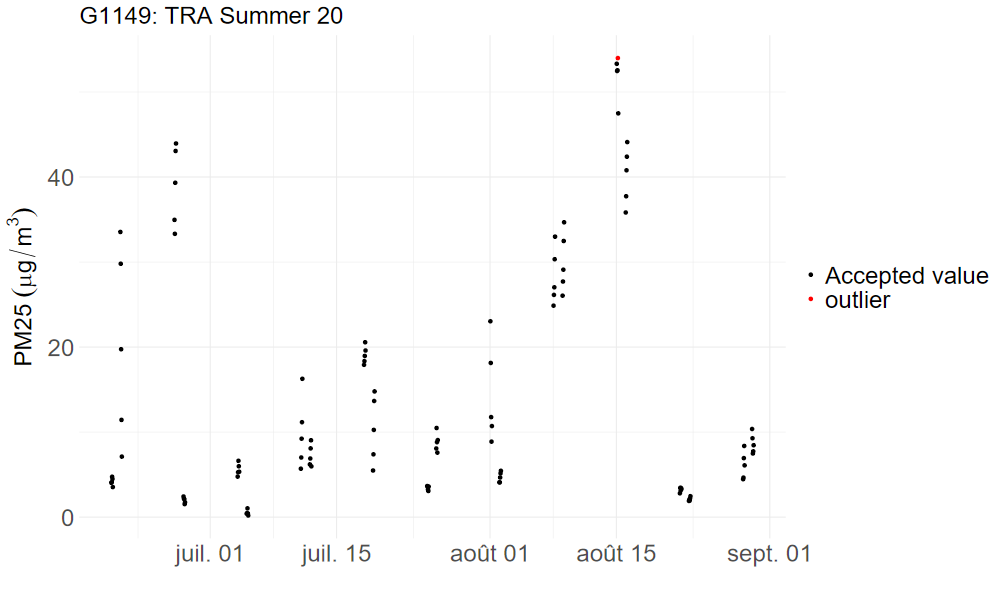 G1149: TRA Summer 20
PM25 (μg/m³)
40
20
0
juil. 01 juil. 15 août 01 août 15 sept. 01
Accepted value
outlier